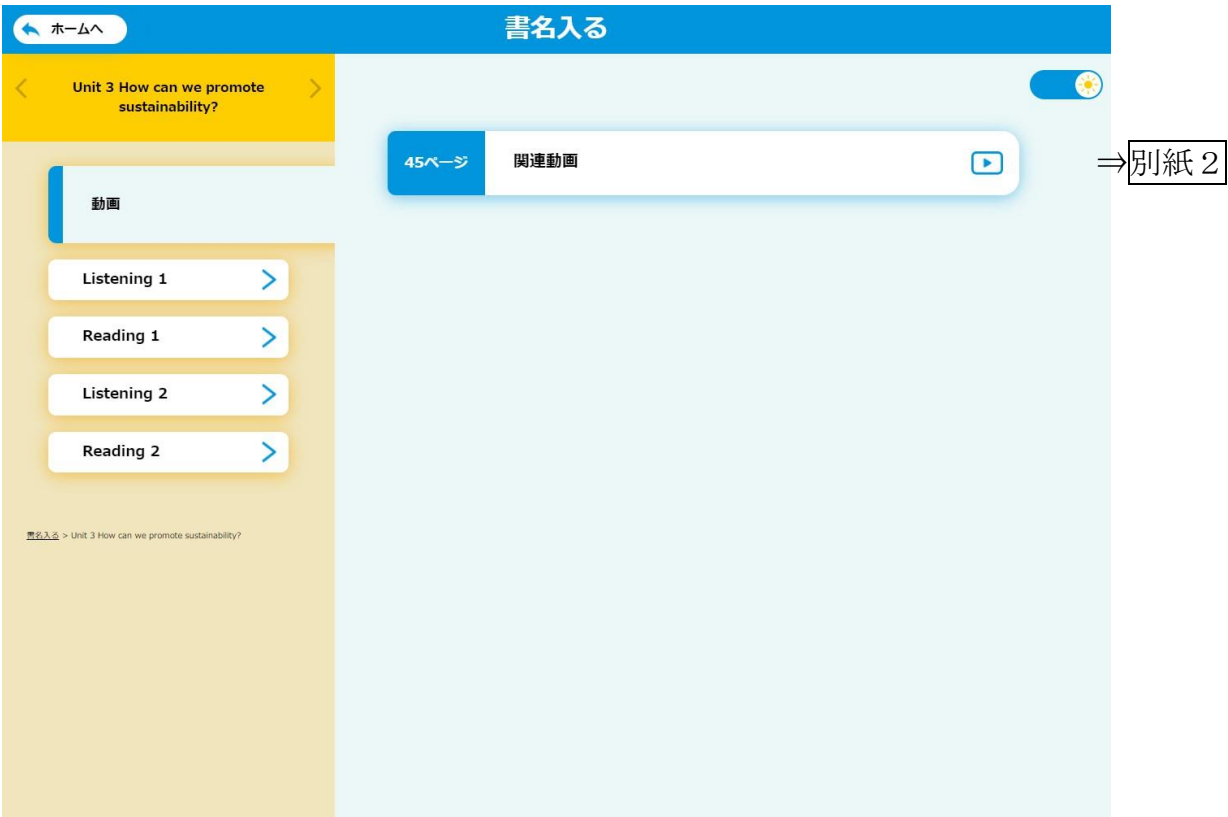 ホームへ
書名入る
Unit 3 How can we promote
sustainability?
45ページ 関連動画
⇒別紙2
動画
Listening 1
Reading 1
Listening 2
Reading 2
書名入る > Unit 3 How can we promote sustainability?